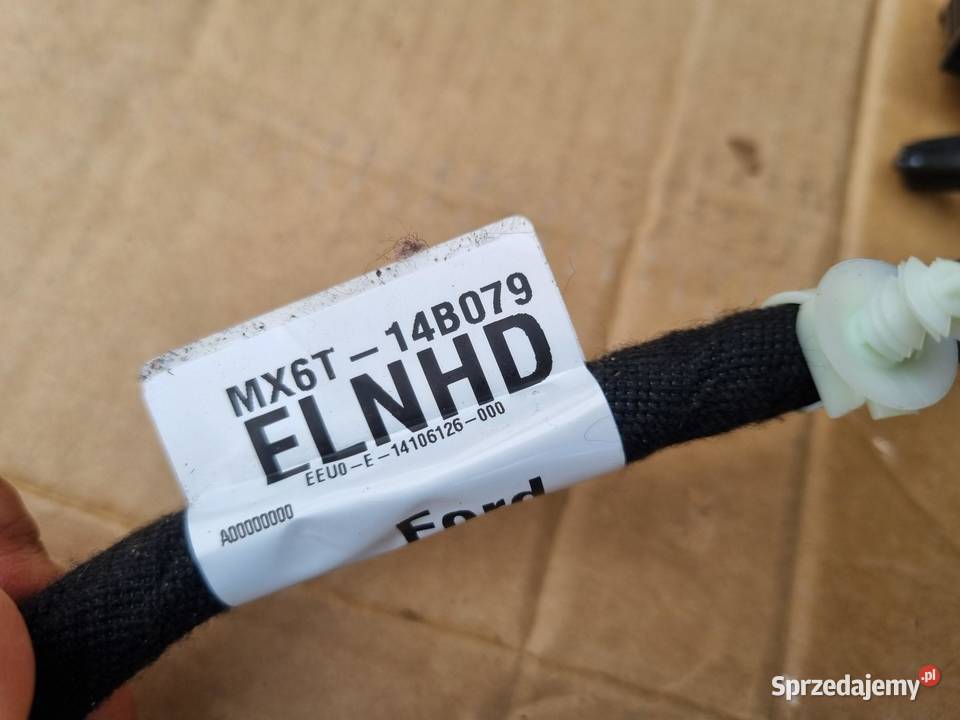 MX6T-14B079
ELNHD
EEU0-E-14106126-000
A00000000
Ford
Sprzedajemy.pl